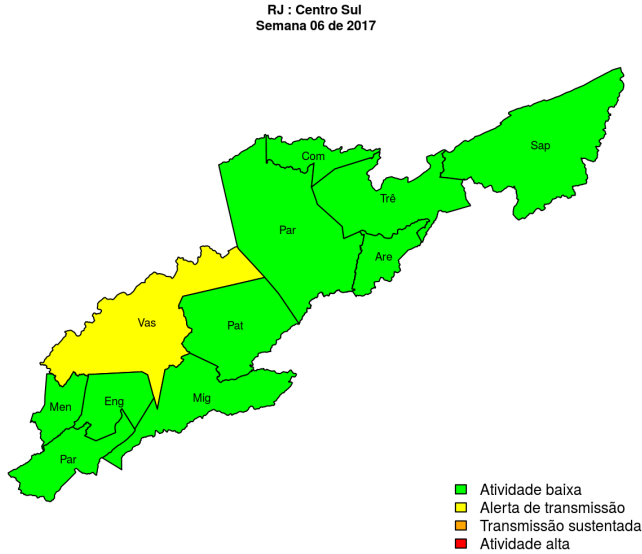 RJ : Centro Sul
Semana 06 de 2017
Sap
Com
Trê
Par
Are
Vas
Pat
Mig
Men
Eng
Par
Atividade baixa
Alerta de transmissão
Transmissão sustentada
Atividade alta